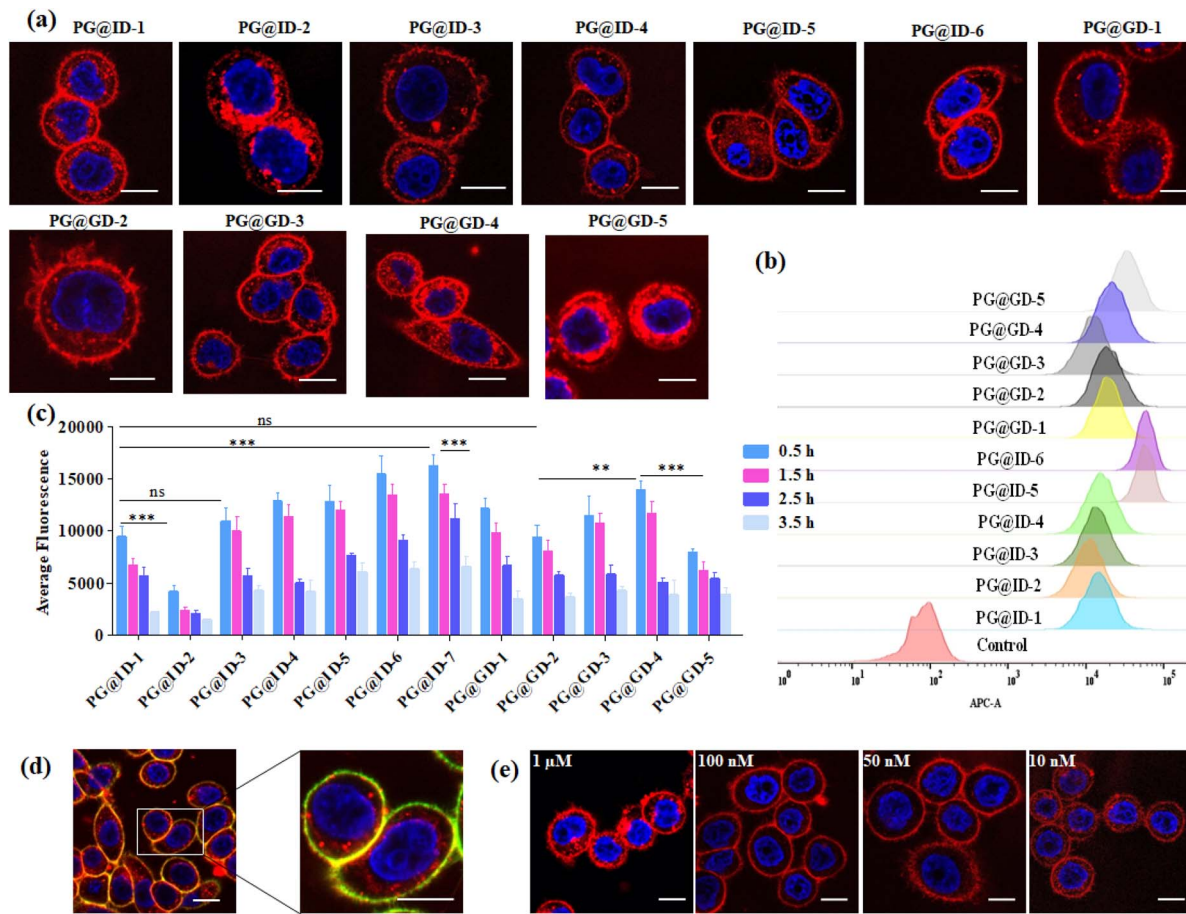 (a)
PG@ID-1 PG@ID-2 PG@ID-3 PG@ID-4 PG@ID-5 PG@ID-6 PG@GD-1
PG@GD-2 PG@GD-3 PG@GD-4 PG@GD-5
(b)
PG@GD-5
PG@GD-4
PG@GD-3
PG@GD-2
PG@GD-1
PG@ID-6
PG@ID-5
PG@ID-4
PG@ID-3
PG@ID-2
PG@ID-1
Control
10^0 10^1 10^2 10^3 10^4 10^5
APC-A
(c)
ns
***
***
ns
***
**
***
20000
15000
10000
5000
0
Average Fluorescence
0.5 h
1.5 h
2.5 h
3.5 h
PG@ID-1 PG@ID-2 PG@ID-3 PG@ID-4 PG@ID-5 PG@ID-6 PG@ID-7 PG@GD-1 PG@GD-2 PG@GD-3 PG@GD-4 PG@GD-5
(d)
(e)
1 μM 100 nM 50 nM 10 nM